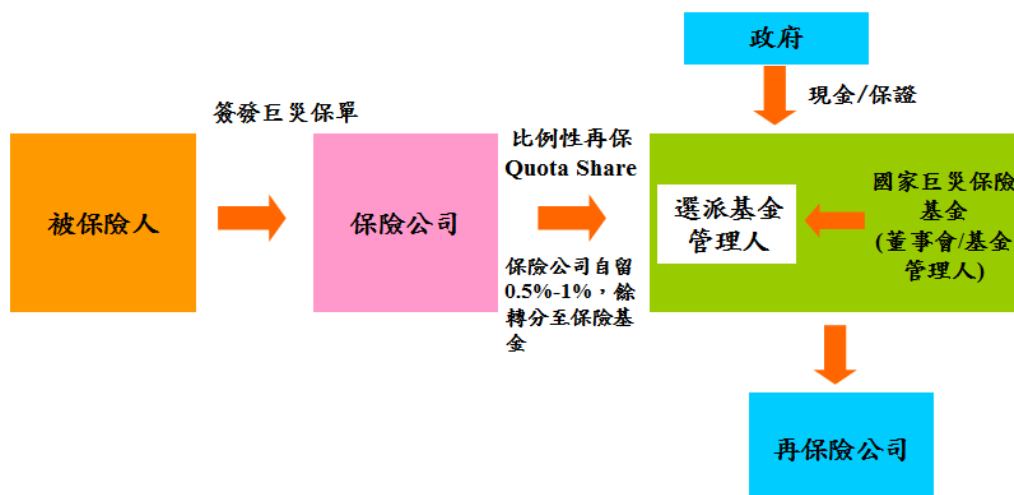 政府
現金/保證
簽發巨災保單
被保險人
保險公司
比例性再保
Quota Share
保險公司自留
0.5%-1%，餘
轉分至保險基
金
選派基金
管理人
國家巨災保險
基金
(董事會/基金
管理人)
再保險公司